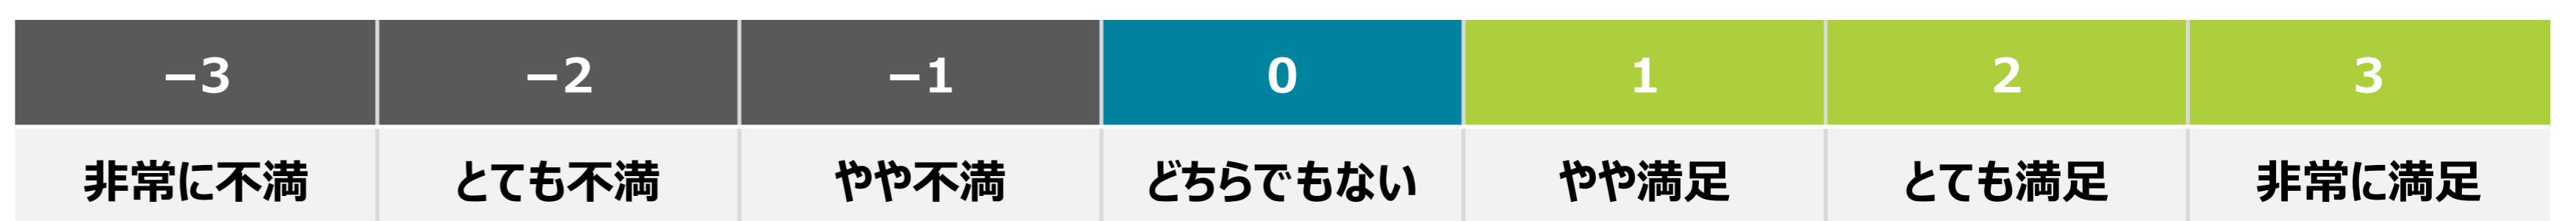 −3 −2 −1 0 1 2 3
非常に不満 とても不満 やや不満 どちらでもない やや満足 とても満足 非常に満足